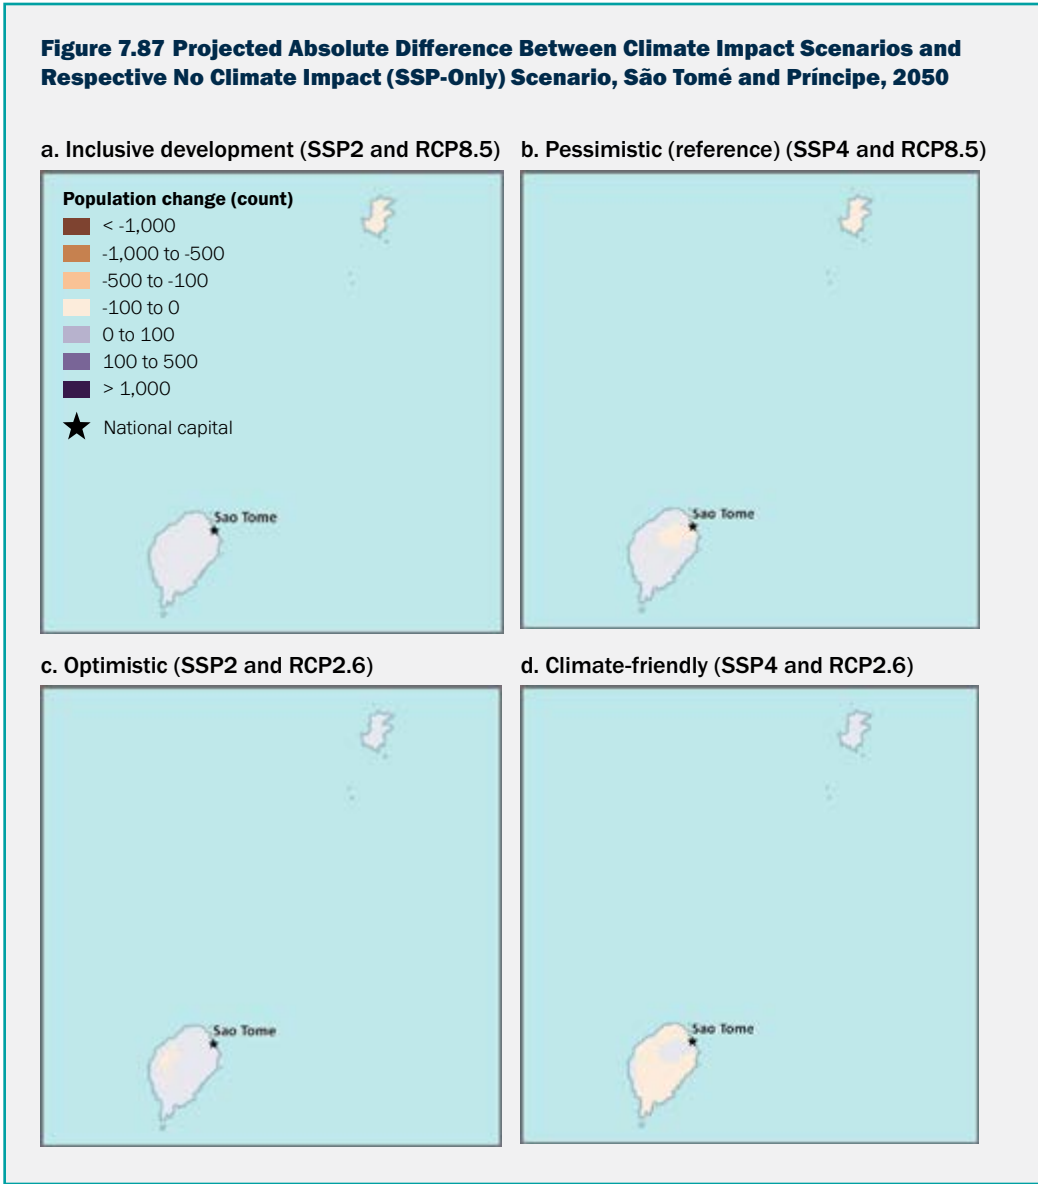 Figure 7.87 Projected Absolute Difference Between Climate Impact Scenarios and
Respective No Climate Impact (SSP-Only) Scenario, São Tomé and Príncipe, 2050
a. Inclusive development (SSP2 and RCP8.5)
Population change (count)
< -1,000
-1,000 to -500
-500 to -100
-100 to 0
0 to 100
100 to 500
> 1,000
National capital
Sao Tome
b. Pessimistic (reference) (SSP4 and RCP8.5)
Sao Tome
c. Optimistic (SSP2 and RCP2.6)
Sao Tome
d. Climate-friendly (SSP4 and RCP2.6)
Sao Tome